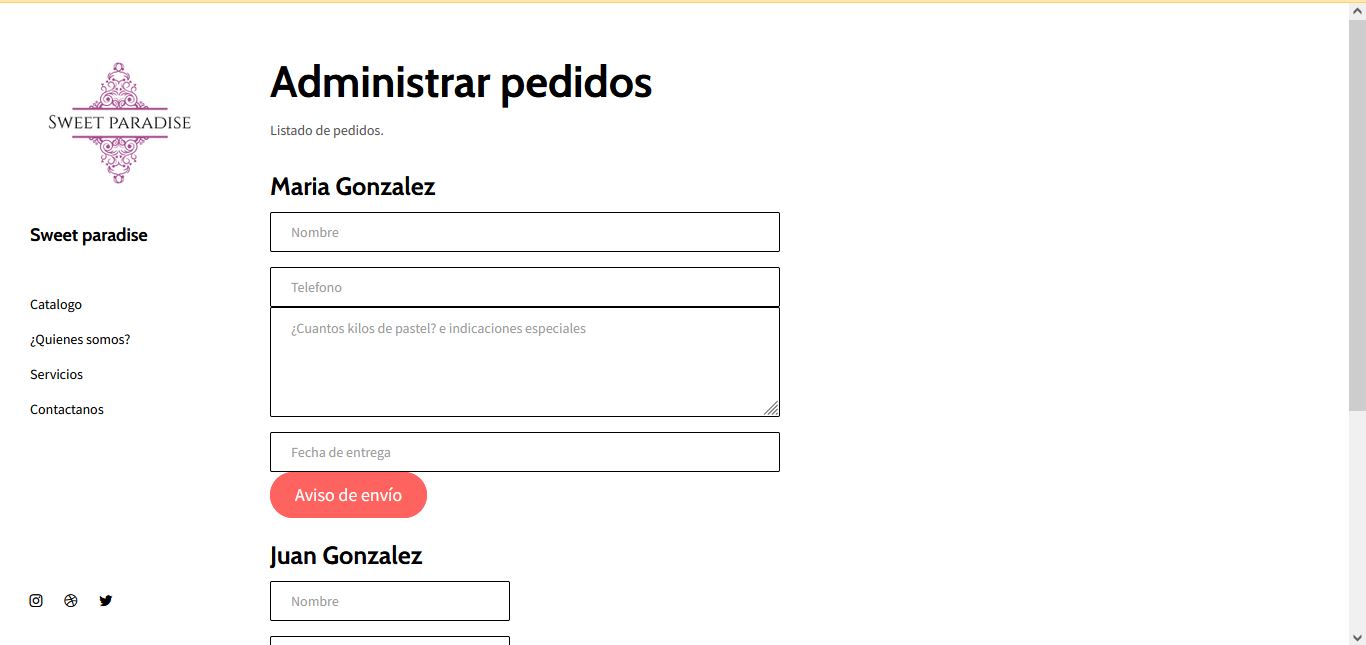 SWEET PARADISE
Sweet paradise
Catalogo
¿Quienes somos?
Servicios
Contactanos
Administrar pedidos
Listado de pedidos.
Maria Gonzalez
Nombre
Telefono
¿Cuantos kilos de pastel? e indicaciones especiales
Fecha de entrega
Aviso de envío
Juan Gonzalez
Nombre